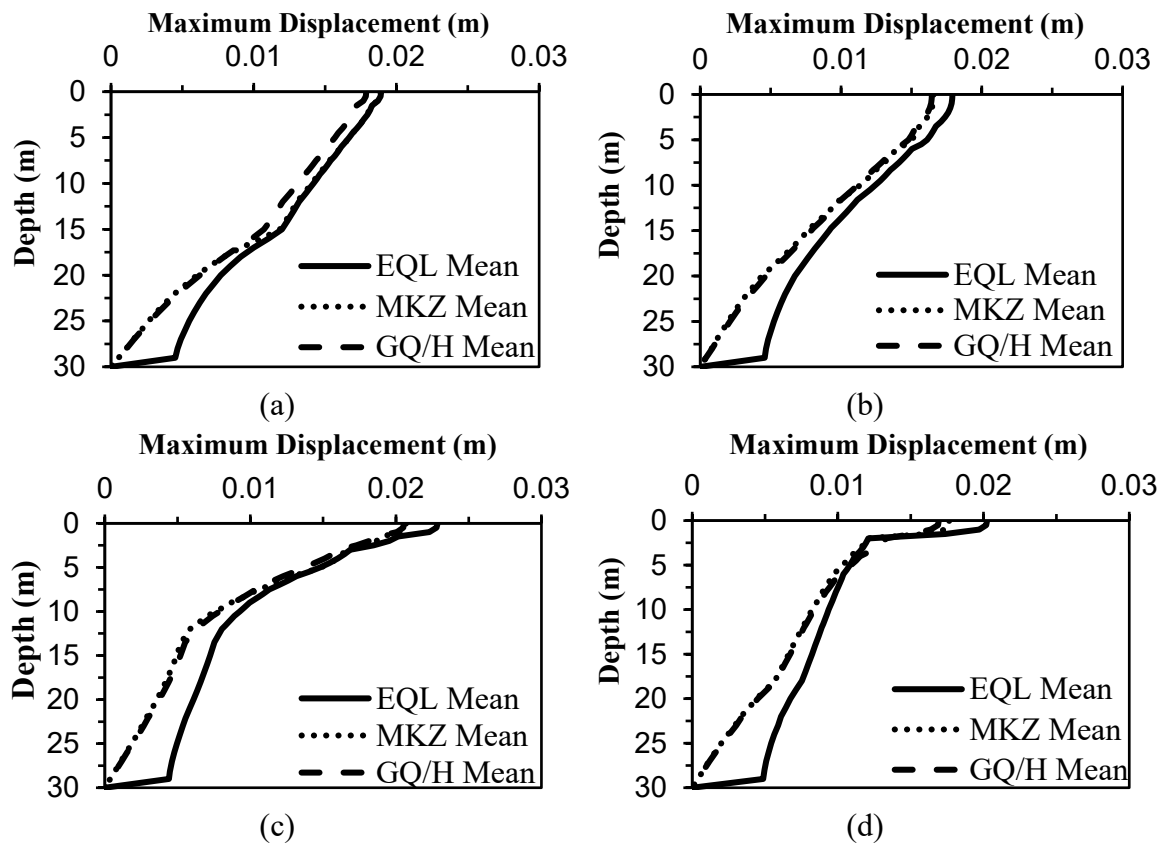 Maximum Displacement (m)
0 0.01 0.02 0.03
Depth (m)
0
5
10
15
20
25
30
EQL Mean
MKZ Mean
GQ/H Mean
(a)
Maximum Displacement (m)
0 0.01 0.02 0.03
Depth (m)
0
5
10
15
20
25
30
EQL Mean
MKZ Mean
GQ/H Mean
(b)
Maximum Displacement (m)
0 0.01 0.02 0.03
Depth (m)
0
5
10
15
20
25
30
EQL Mean
MKZ Mean
GQ/H Mean
(c)
Maximum Displacement (m)
0 0.01 0.02 0.03
Depth (m)
0
5
10
15
20
25
30
EQL Mean
MKZ Mean
GQ/H Mean
(d)